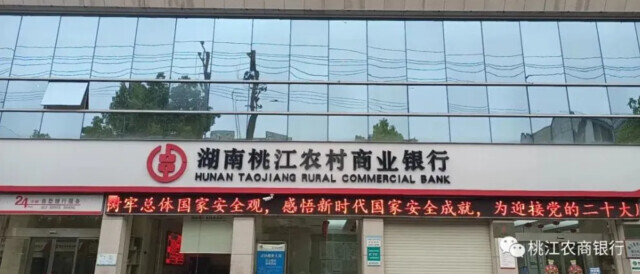 湖南桃江农村商业银行
HUNAN TAOJIANG RURAL COMMERCIAL BANK
24
筑牢总体国家安全观，感悟新时代国家安全成就，为迎接党的二十大
桃江农商银行